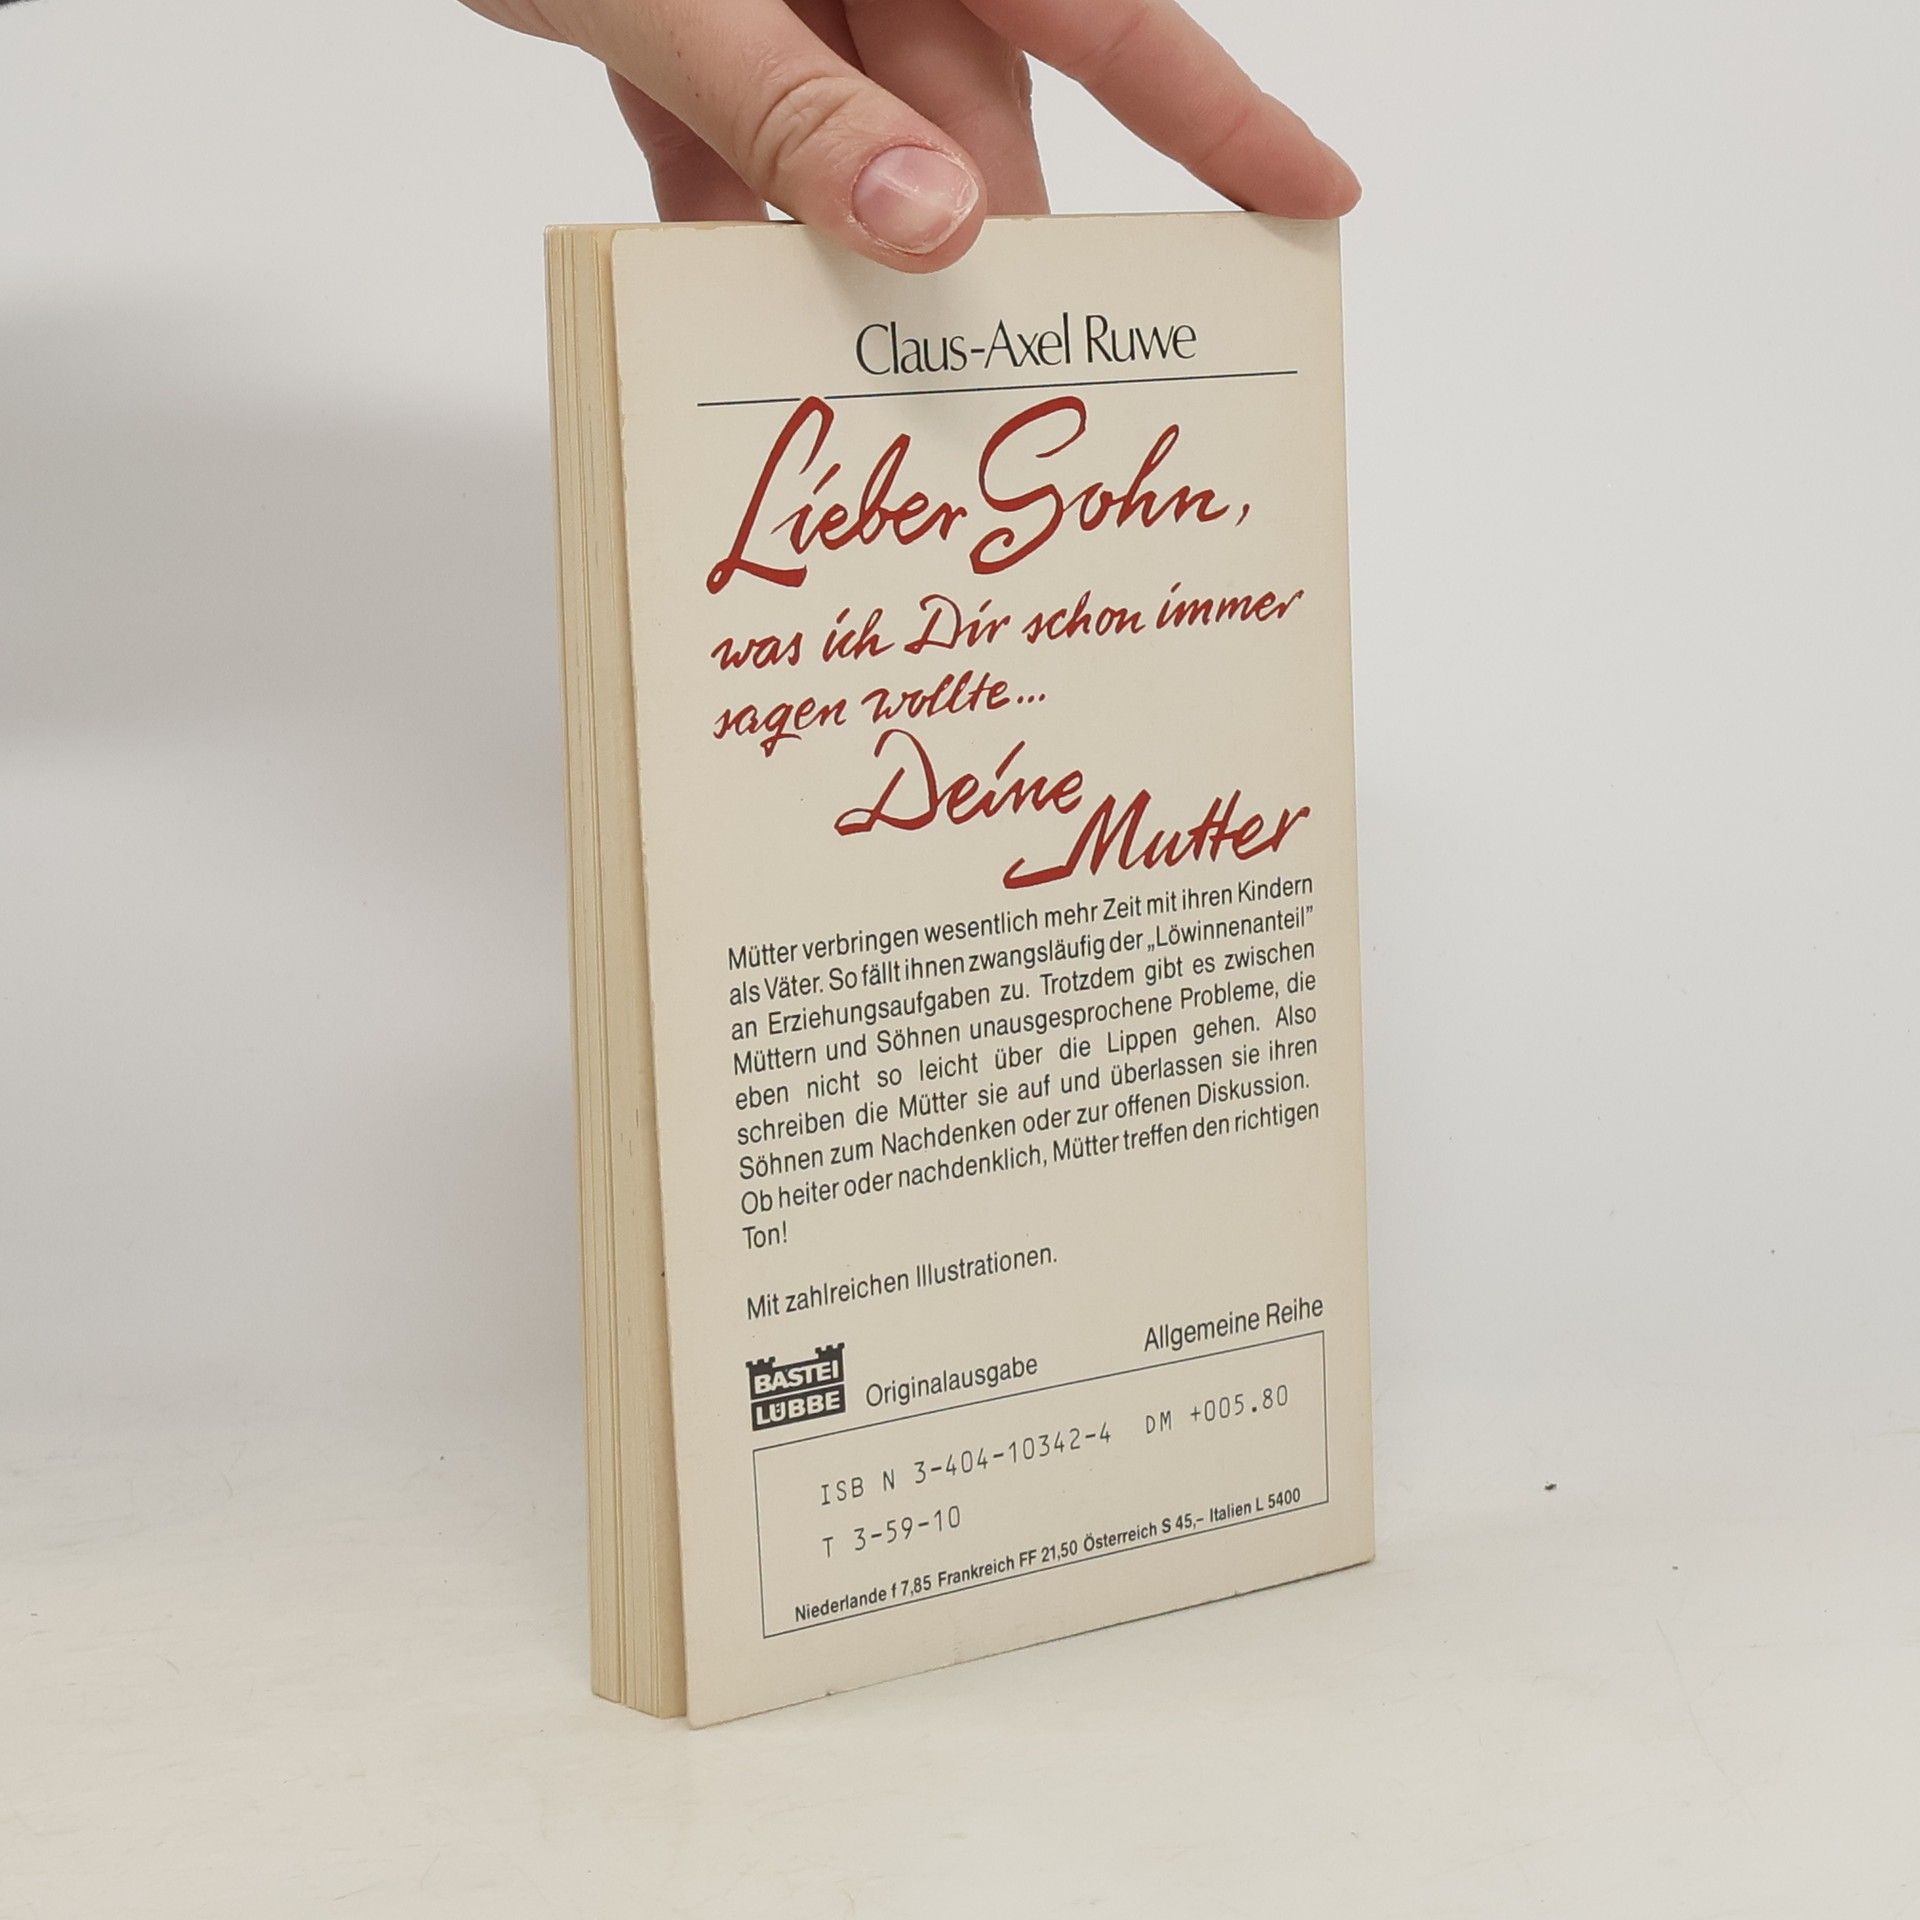 Claus-Axel Ruwe
Lieber Sohn,
was ich Dir schon immer
sagen wollte...
Deine
Mutter
Mütter verbringen wesentlich mehr Zeit mit ihren Kindern
als Väter. So fällt ihnen zwangsläufig der „Löwinnenanteil”
an Erziehungsaufgaben zu. Trotzdem gibt es zwischen
Müttern und Söhnen unausgesprochene Probleme, die
eben nicht so leicht über die Lippen gehen. Also
schreiben die Mütter sie auf und überlassen sie ihren
Söhnen zum Nachdenken oder zur offenen Diskussion.
Ob heiter oder nachdenklich, Mütter treffen den richtigen
Ton!
Mit zahlreichen Illustrationen.
BASTEI
LÜBBE
Originalausgabe
Allgemeine Reihe
ISB N 3-404-10342-4 DM +005.80
T 3-59-10
Niederlande f 7,85 Frankreich FF 21,50 Österreich S 45,– Italien L 5400